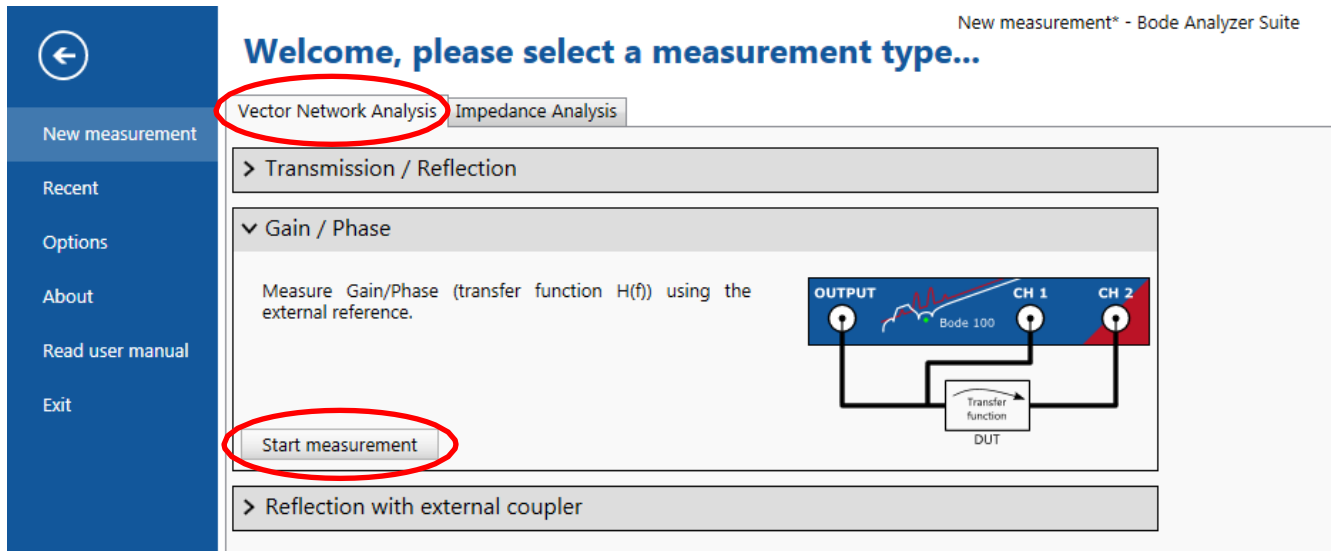 New measurement* - Bode Analyzer Suite
Welcome, please select a measurement type...
New measurement
Recent
Options
About
Read user manual
Exit
Vector Network Analysis
Impedance Analysis
Transmission / Reflection
Gain / Phase
Measure Gain/Phase (transfer function H(f)) using the
external reference.
OUTPUT
CH 1
CH 2
Bode 100
Transfer
function
DUT
Start measurement
Reflection with external coupler